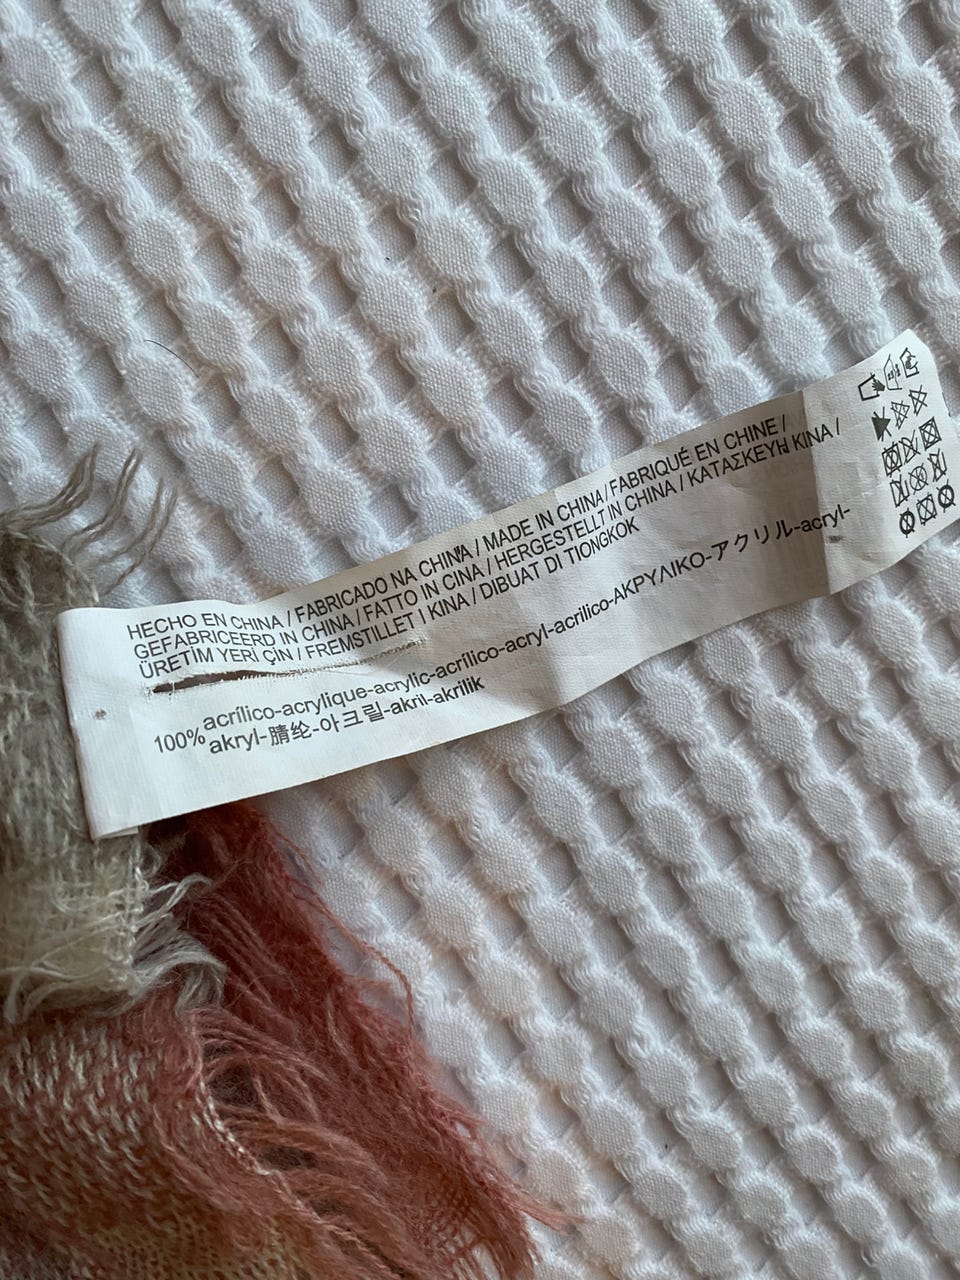 HECHO EN CHINA / FABRICADO NA CHINA / MADE IN CHINA / FABRIQUÉ EN CHINE /
GEFABRICEERD IN CHINA / FATTO IN CINA / HERGESTELLT IN CHINA / ΚΑΤΑΣΚΕΥΗ ΚΙΝΑ /
ÜRETİM YERİ ÇİN / FREMSTILLET I KINA / DIBUAT DI TIONGKOK
100% acrílico-acrylique-acrylic-acrílico-acryl-acrilico-ΑΚΡΥΛΙΚΟ-アクリル-acryl-
akryl-腈纶-아크릴-akril-akrilik